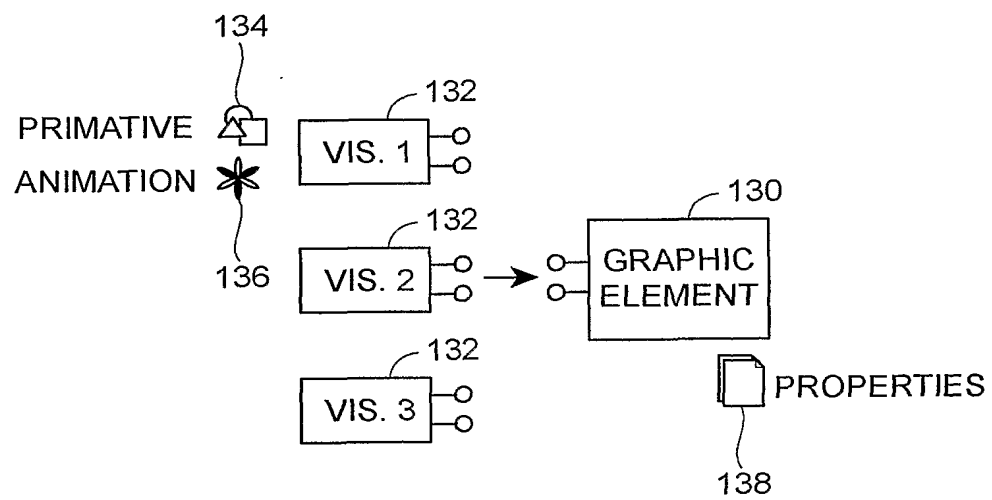 134
132
PRIMATIVE
VIS. 1
ANIMATION
132
130
136
VIS. 2
GRAPHIC
ELEMENT
132
VIS. 3
PROPERTIES
138